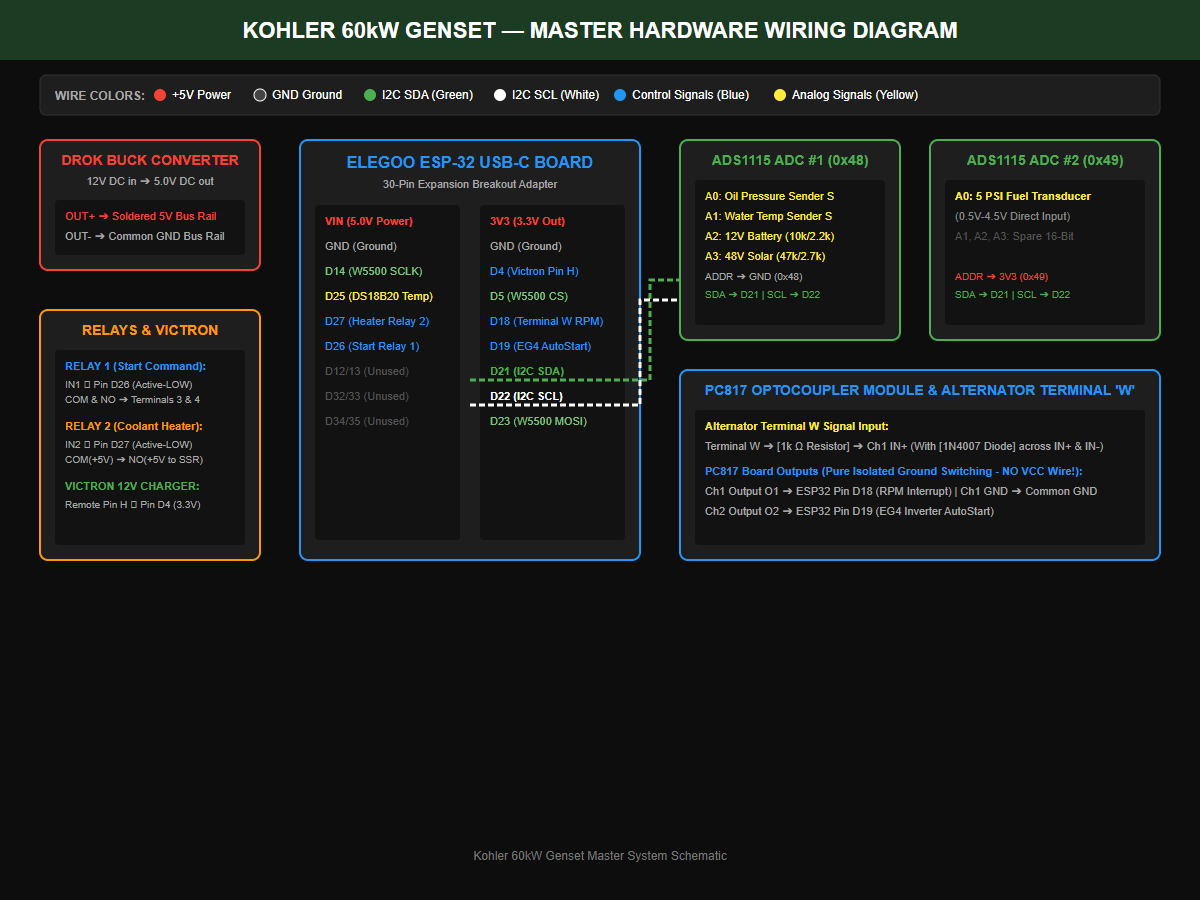 KOHLER 60kW GENSET — MASTER HARDWARE WIRING DIAGRAM
WIRE COLORS: +5V Power GND Ground I2C SDA (Green) I2C SCL (White) Control Signals (Blue) Analog Signals (Yellow)
DROK BUCK CONVERTER
12V DC in ➔ 5.0V DC out
OUT+ ➔ Soldered 5V Bus Rail
OUT- ➔ Common GND Bus Rail
RELAYS & VICTRON
RELAY 1 (Start Command):
IN1 ▯ Pin D26 (Active-LOW)
COM & NO ➔ Terminals 3 & 4
RELAY 2 (Coolant Heater):
IN2 ▯ Pin D27 (Active-LOW)
COM(+5V) ➔ NO(+5V to SSR)
VICTRON 12V CHARGER:
Remote Pin H ▯ Pin D4 (3.3V)
ELEGOO ESP-32 USB-C BOARD
30-Pin Expansion Breakout Adapter
VIN (5.0V Power)
GND (Ground)
D14 (W5500 SCLK)
D25 (DS18B20 Temp)
D27 (Heater Relay 2)
D26 (Start Relay 1)
D12/13 (Unused)
D32/33 (Unused)
D34/35 (Unused)
3V3 (3.3V Out)
GND (Ground)
D4 (Victron Pin H)
D5 (W5500 CS)
D18 (Terminal W RPM)
D19 (EG4 AutoStart)
D21 (I2C SDA)
D22 (I2C SCL)
D23 (W5500 MOSI)
ADS1115 ADC #1 (0x48)
A0: Oil Pressure Sender S
A1: Water Temp Sender S
A2: 12V Battery (10k/2.2k)
A3: 48V Solar (47k/2.7k)
ADDR ➔ GND (0x48)
SDA ➔ D21 | SCL ➔ D22
ADS1115 ADC #2 (0x49)
A0: 5 PSI Fuel Transducer
(0.5V-4.5V Direct Input)
A1, A2, A3: Spare 16-Bit
ADDR ➔ 3V3 (0x49)
SDA ➔ D21 | SCL ➔ D22
PC817 OPTOCOUPLER MODULE & ALTERNATOR TERMINAL 'W'
Alternator Terminal W Signal Input:
Terminal W ➔ [1k Ω Resistor] ➔ Ch1 IN+ (With [1N4007 Diode] across IN+ & IN-)
PC817 Board Outputs (Pure Isolated Ground Switching - NO VCC Wire!):
Ch1 Output O1 ➔ ESP32 Pin D18 (RPM Interrupt) | Ch1 GND ➔ Common GND
Ch2 Output O2 ➔ ESP32 Pin D19 (EG4 Inverter AutoStart)
Kohler 60kW Genset Master System Schematic